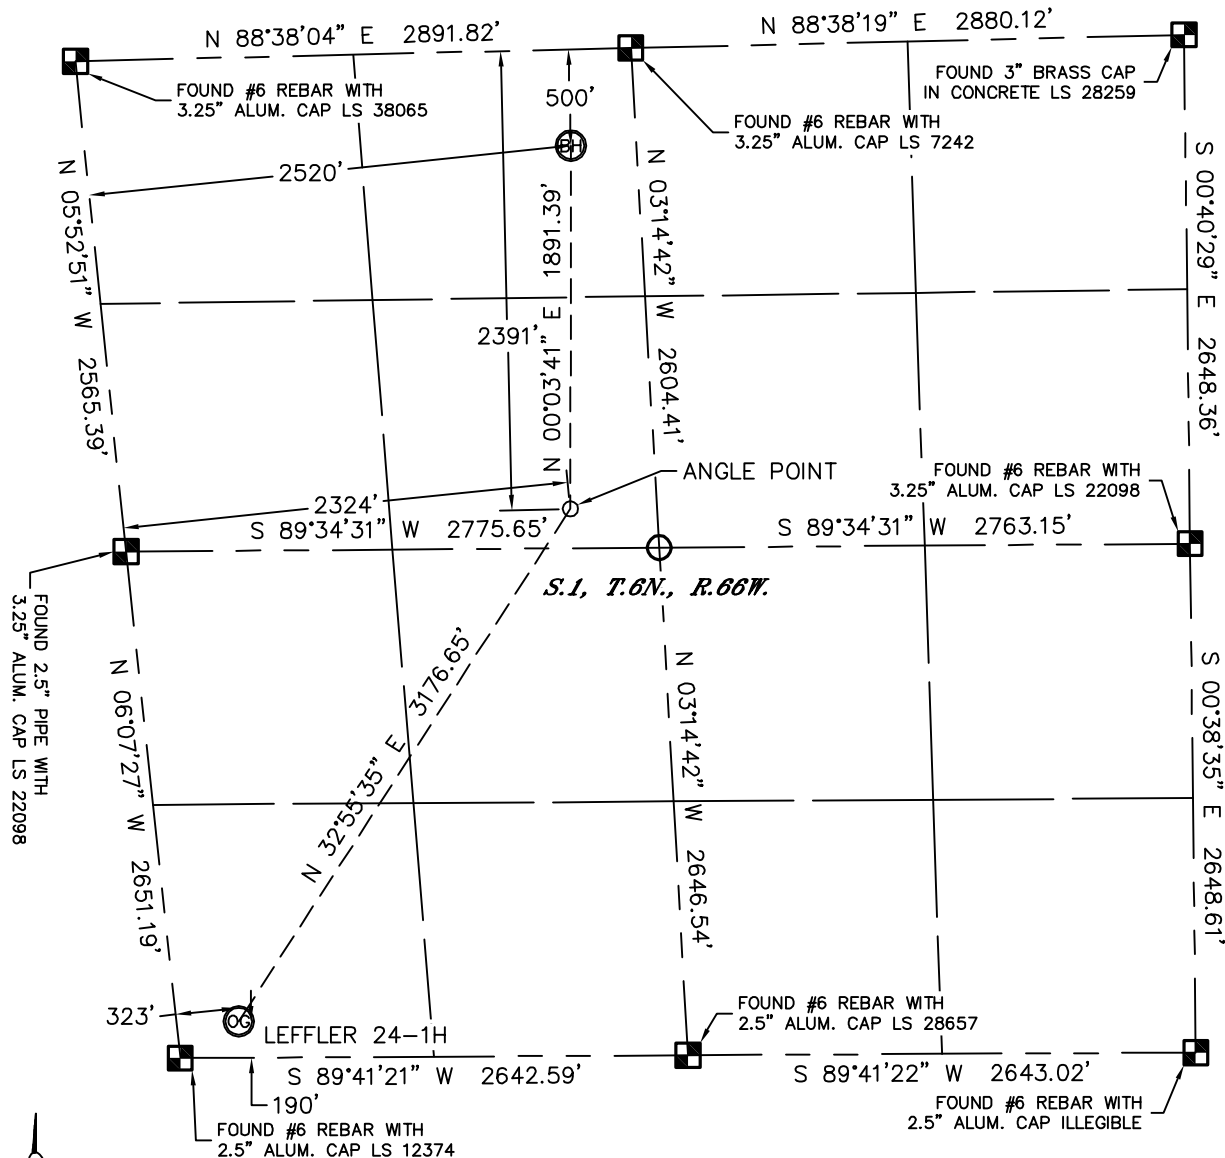 N 88°38'04" E 2891.82'
N 88°38'19" E 2880.12'
FOUND #6 REBAR WITH
3.25" ALUM. CAP LS 38065
500'
FOUND #6 REBAR WITH
3.25" ALUM. CAP LS 7242
FOUND 3" BRASS CAP
IN CONCRETE LS 28259
BH
2520'
N 05°52'51" W 2565.39'
N 00°03'41" E 1891.39'
2391'
N 03°14'42" W 2604.41'
S 00°40'29" E 2648.36'
ANGLE POINT
FOUND #6 REBAR WITH
3.25" ALUM. CAP LS 22098
2324'
S 89°34'31" W 2775.65'
S 89°34'31" W 2763.15'
S.1, T.6N., R.66W.
FOUND 2.5" PIPE WITH
3.25" ALUM. CAP LS 22098
N 06°07'27" W 2651.19'
N 32°55'35" E 3176.65'
N 03°14'42" W 2646.54'
S 00°38'35" E 2648.61'
323'
OG
LEFFLER 24-1H
FOUND #6 REBAR WITH
2.5" ALUM. CAP LS 28657
S 89°41'21" W 2642.59'
S 89°41'22" W 2643.02'
190'
FOUND #6 REBAR WITH
2.5" ALUM. CAP LS 12374
FOUND #6 REBAR WITH
2.5" ALUM. CAP ILLEGIBLE